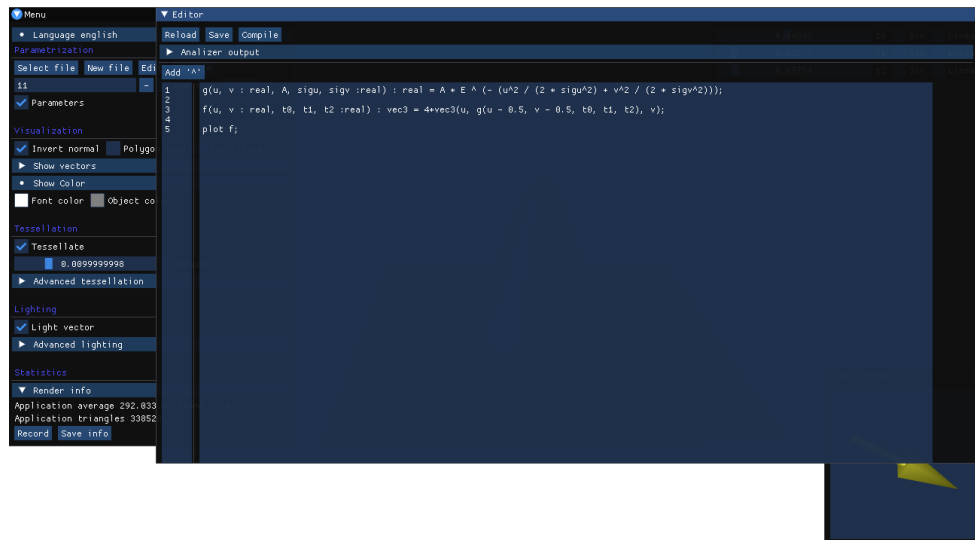 Menu
Language english
Parametrization
Select file New file Edi
11 -
Parameters
Visualization
Invert normal Polygo
Show vectors
Show Color
Font color Object co
Tessellation
Tessellate
0.0099999998
Advanced tessellation
Lighting
Light vector
Advanced lighting
Statistics
Render info
Application average 292.033
Application triangles 33852
Record Save info
Editor
Reload Save Compile
Analizer output
Add '^'
1 g(u, v : real, A, sigu, sigv :real) : real = A * E ^ (- (u^2 / (2 * sigu^2) + v^2 / (2 * sigv^2)));
2
3 f(u, v : real, t0, t1, t2 :real) : vec3 = 4*vec3(u, g(u - 0.5, v - 0.5, t0, t1, t2), v);
4
5 plot f;